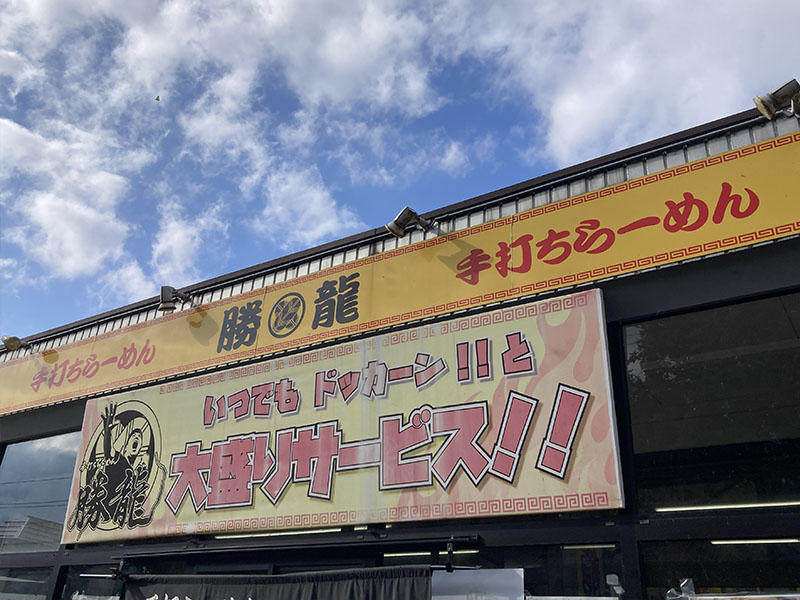 手打ちらーめん
勝龍
手打ちらーめん
いつでも ドッカーン!!と
大盛りサービス!!
勝龍